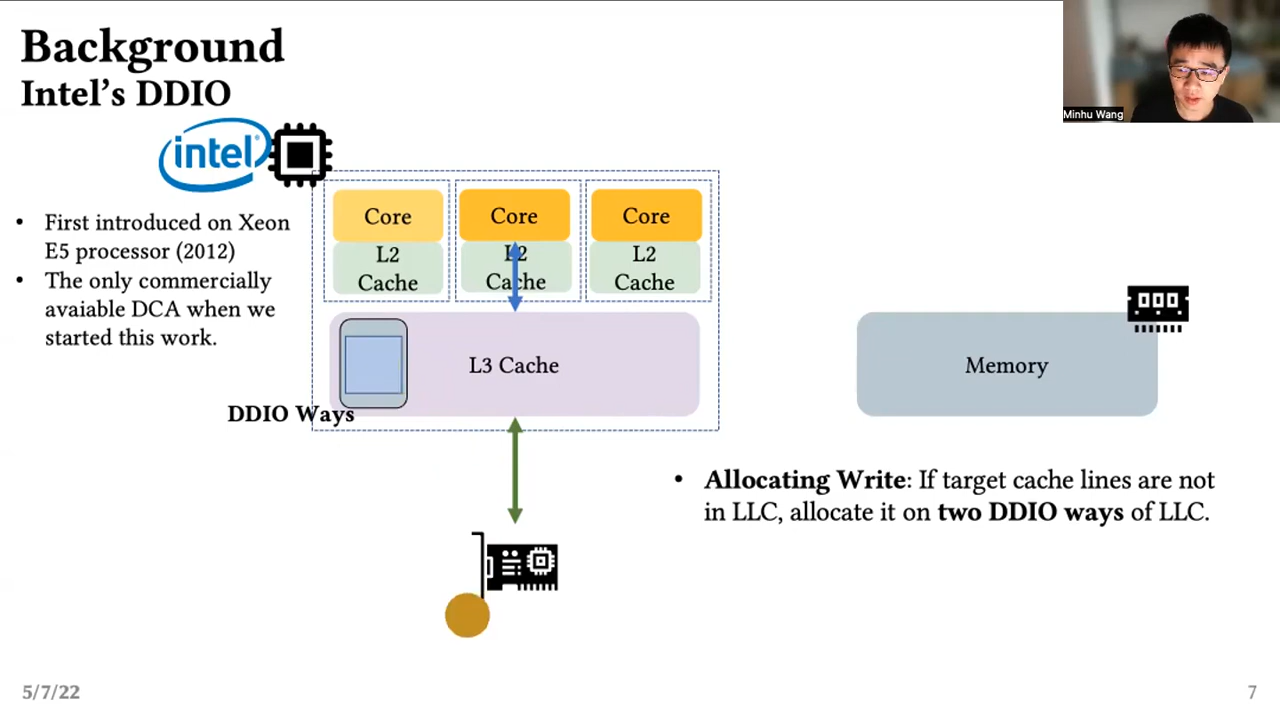 Background
Intel's DDIO
Minhu Wang
intel
• First introduced on Xeon
E5 processor (2012)
• The only commercially
avaiable DCA when we
started this work.
Core
Core
Core
L2
Cache
L2
Cache
L2
Cache
L3 Cache
DDIO Ways
Memory
• Allocating Write: If target cache lines are not
in LLC, allocate it on two DDIO ways of LLC.
5/7/22
7